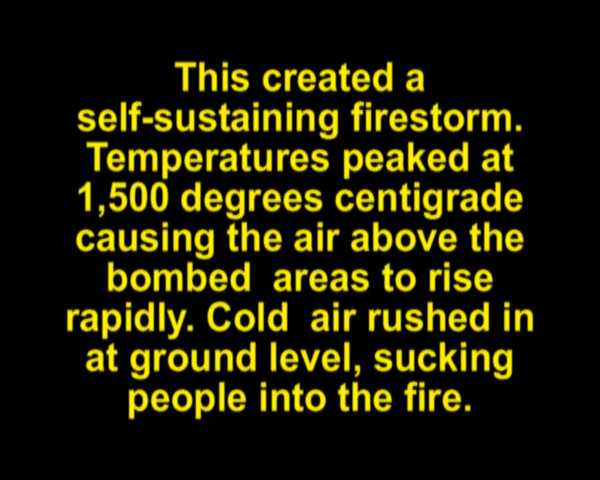 This created a
self-sustaining firestorm.
Temperatures peaked at
1,500 degrees centigrade
causing the air above the
bombed  areas to rise
rapidly. Cold  air rushed in
at ground level, sucking
people into the fire.